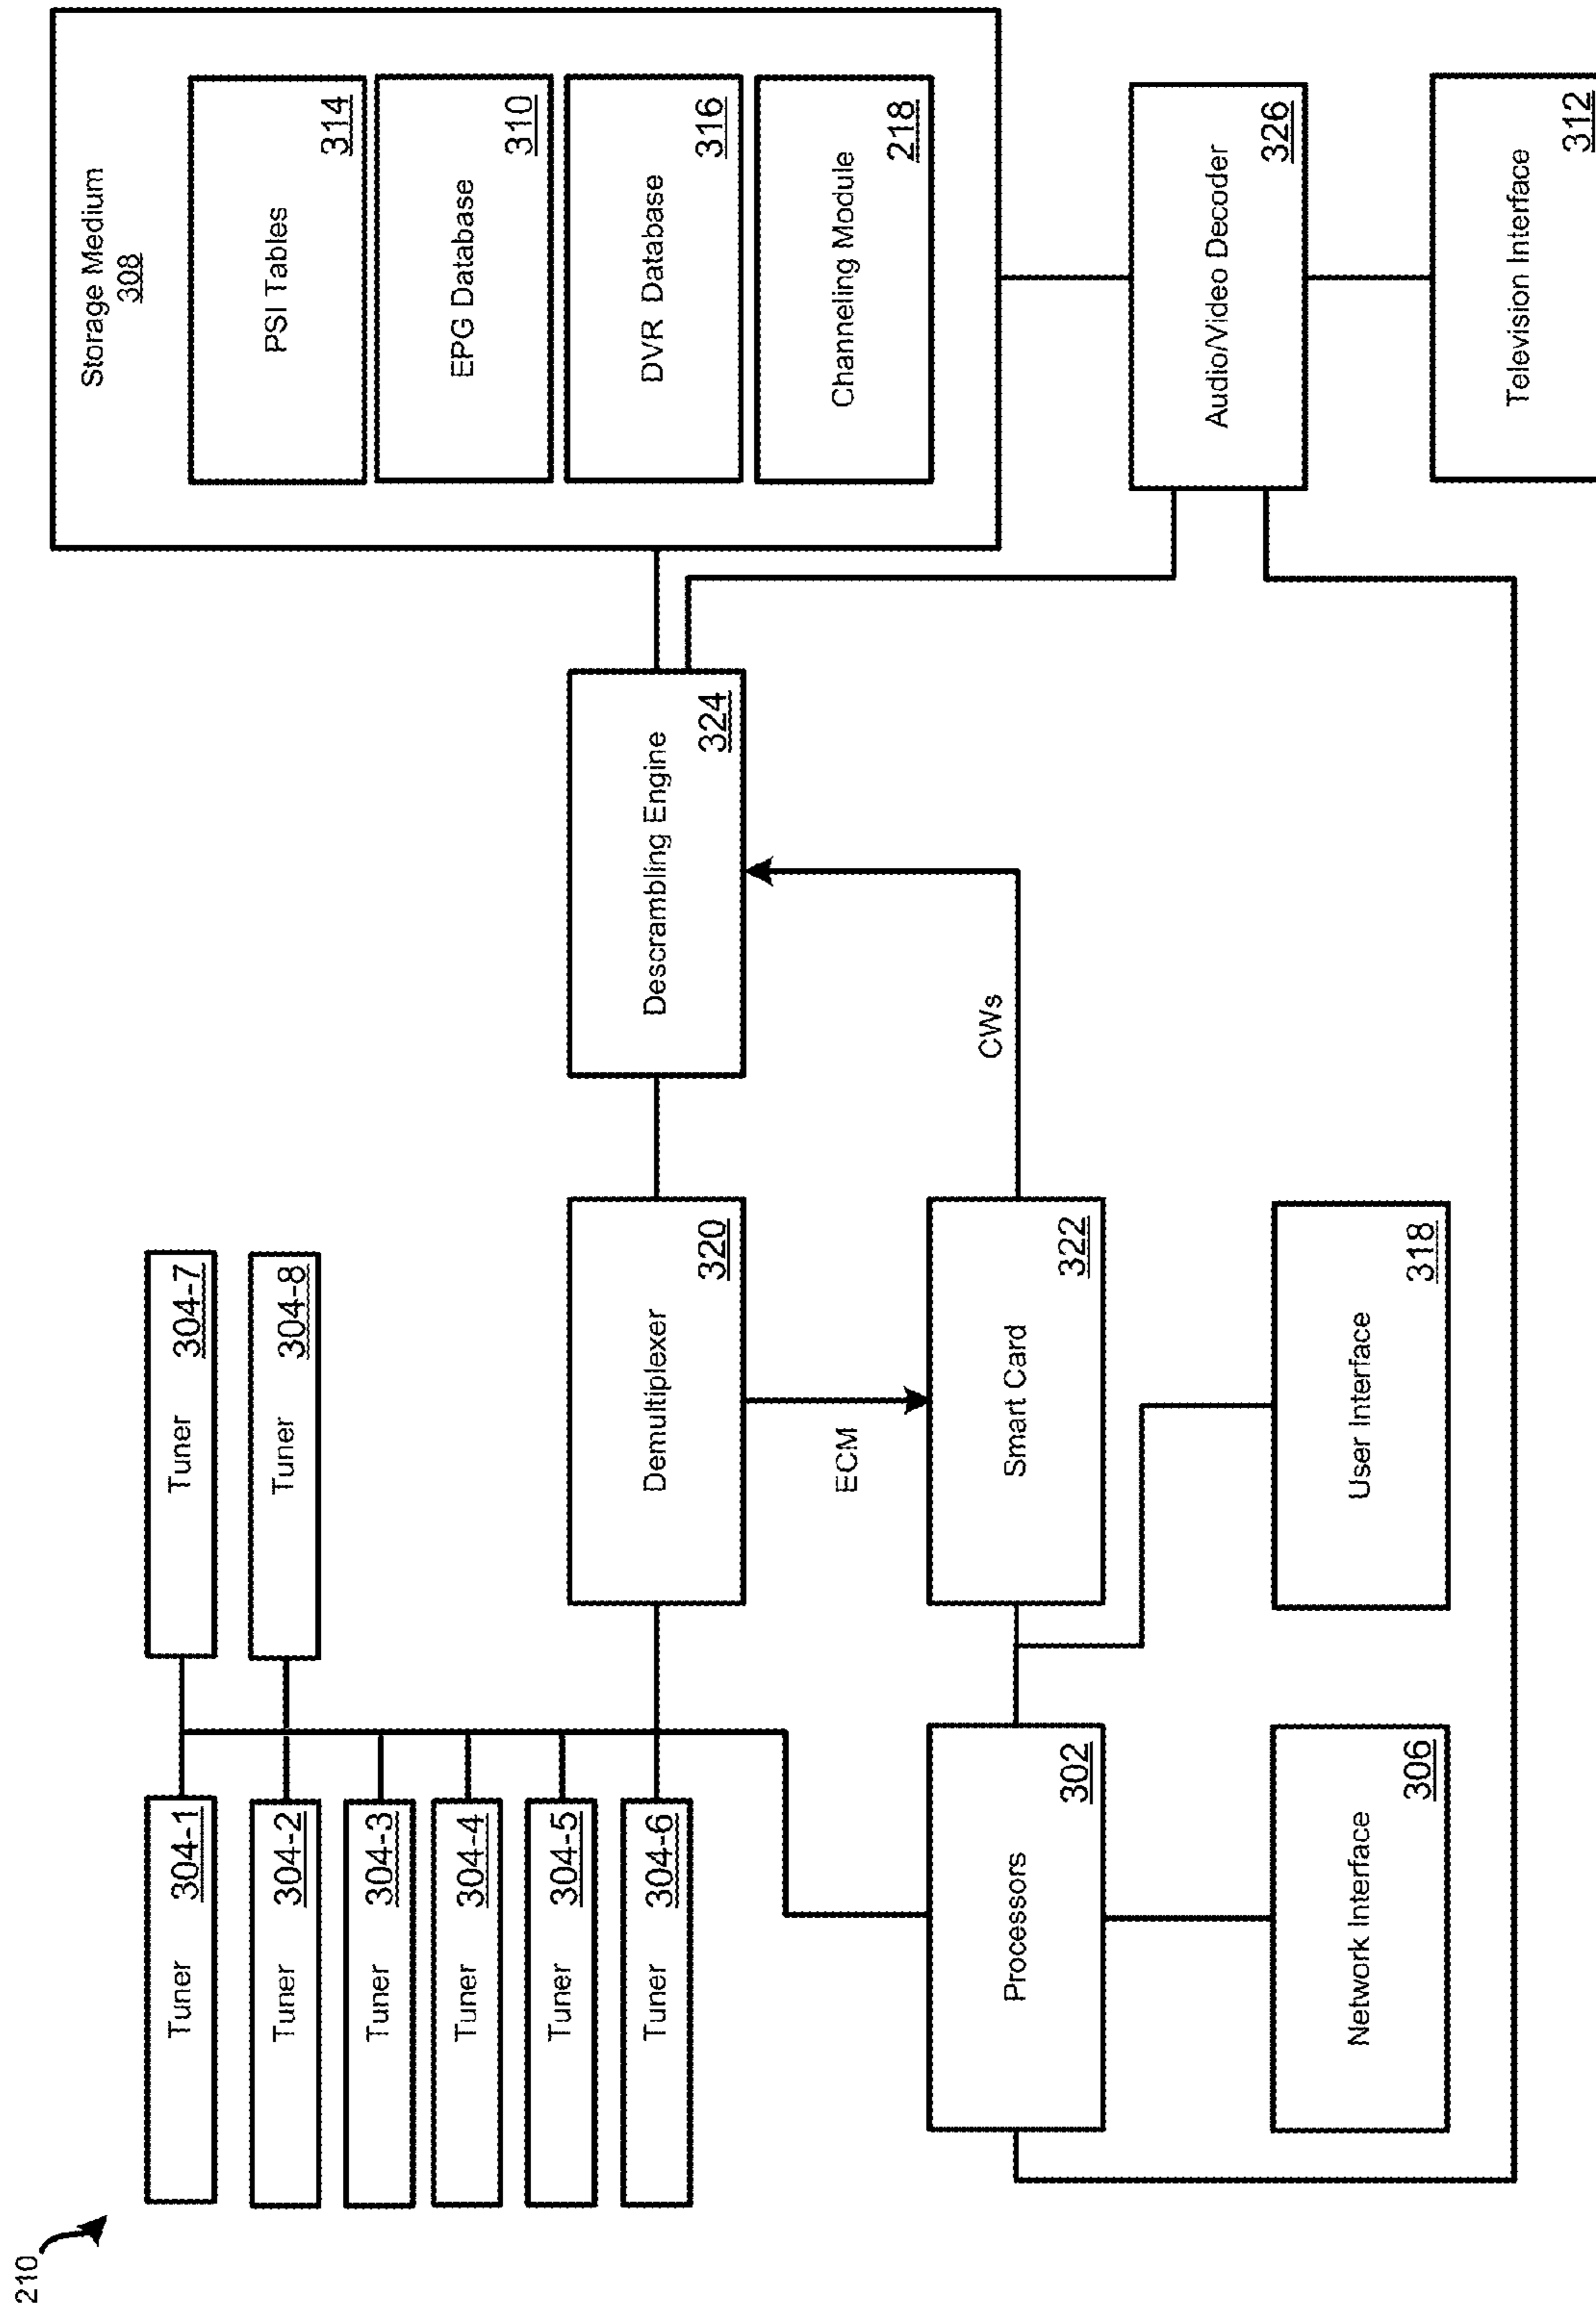 210
Tuner
304-1
Tuner
304-2
Tuner
304-3
Tuner
304-4
Tuner
304-5
Tuner
304-6
Tuner
304-7
Tuner
304-8
Demultiplexer
320
ECM
Smart Card
322
CWs
Descrambling Engine
324
Processors
302
Network Interface
306
User Interface
318
Storage Medium
308
PSI Tables
314
EPG Database
310
DVR Database
316
Channeling Module
218
Audio/Video Decoder
326
Television Interface
312